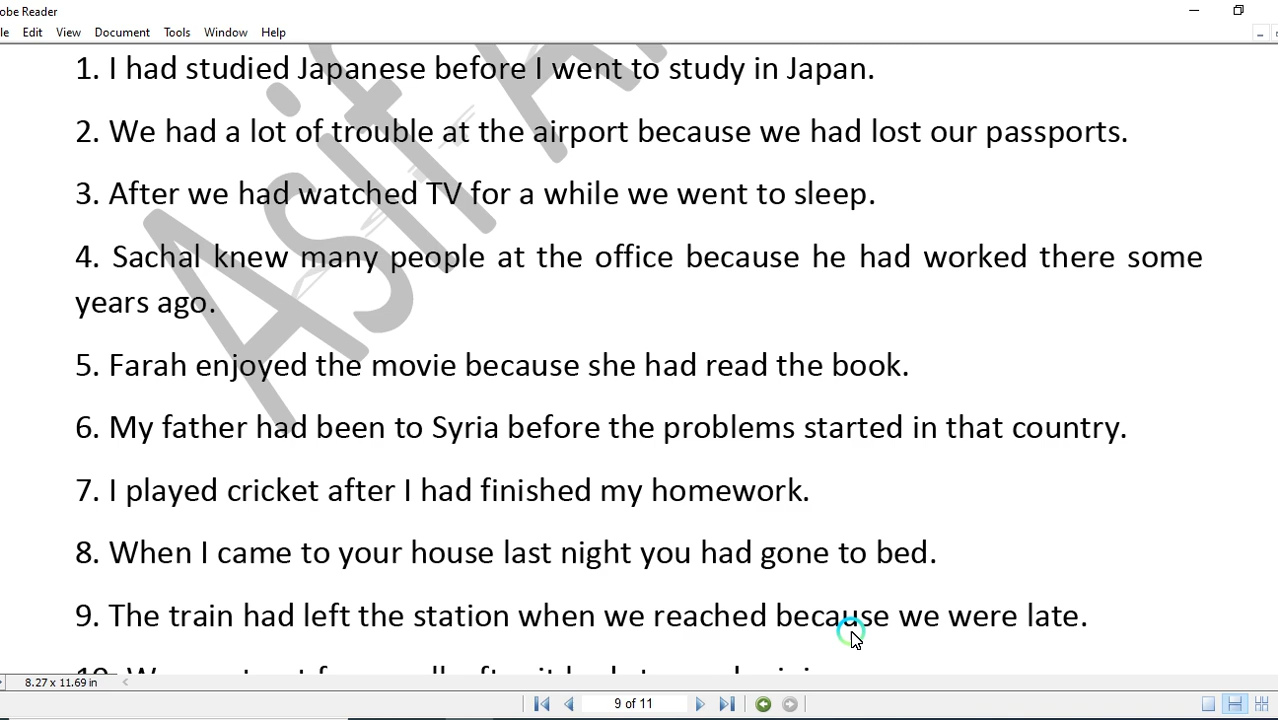 obe Reader
le Edit View Document Tools Window Help
1. I had studied Japanese before I went to study in Japan.
2. We had a lot of trouble at the airport because we had lost our passports.
3. After we had watched TV for a while we went to sleep.
4. Sachal knew many people at the office because he had worked there some
years ago.
5. Farah enjoyed the movie because she had read the book.
6. My father had been to Syria before the problems started in that country.
7. I played cricket after I had finished my homework.
8. When I came to your house last night you had gone to bed.
9. The train had left the station when we reached because we were late.
8.27 x 11.69 in
9 of 11